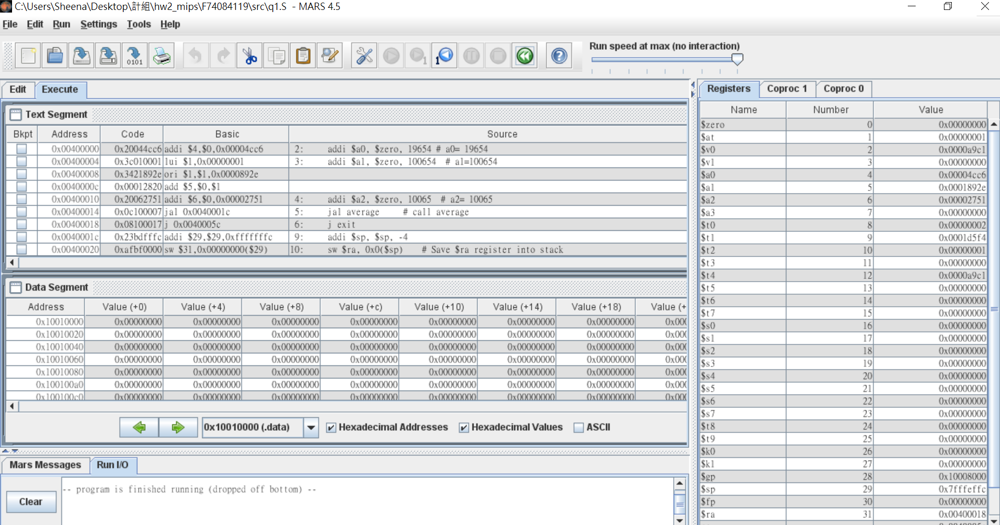 C:\Users\Sheena\Desktop\計組\hw2_mips\F74084119\src\q1.S - MARS 4.5
File Edit Run Settings Tools Help
Run speed at max (no interaction)
Edit Execute
Text Segment
Bkpt Address Code Basic Source
0x00400000 0x20044cc6 addi $4,$0,0x00004cc6 2: addi $a0, $zero, 19654 # a0= 19654
0x00400004 0x3c010001 lui $1,0x00000001 3: addi $a1, $zero, 100654 # a1=100654
0x00400008 0x3421892e ori $1,$1,0x0000892e
0x0040000c 0x00012820 add $5,$0,$1
0x00400010 0x20062751 addi $6,$0,0x00002751 4: addi $a2, $zero, 10065 # a2= 10065
0x00400014 0x0c100007 jal 0x0040001c 5: jal average # call average
0x00400018 0x08100017 j 0x0040005c 6: j exit
0x0040001c 0x23bdfffc addi $29,$29,0xfffffffc 9: addi $sp, $sp, -4
0x00400020 0xafbf0000 sw $31,0x00000000($29) 10: sw $ra, 0x0($sp) # Save $ra register into stack
Data Segment
Address Value (+0) Value (+4) Value (+8) Value (+c) Value (+10) Value (+14) Value (+18) Value (+
0x10010000 0x00000000 0x00000000 0x00000000 0x00000000 0x00000000 0x00000000 0x00000000 0x000
0x10010020 0x00000000 0x00000000 0x00000000 0x00000000 0x00000000 0x00000000 0x00000000 0x000
0x10010040 0x00000000 0x00000000 0x00000000 0x00000000 0x00000000 0x00000000 0x00000000 0x000
0x10010060 0x00000000 0x00000000 0x00000000 0x00000000 0x00000000 0x00000000 0x00000000 0x000
0x10010080 0x00000000 0x00000000 0x00000000 0x00000000 0x00000000 0x00000000 0x00000000 0x000
0x100100a0 0x00000000 0x00000000 0x00000000 0x00000000 0x00000000 0x00000000 0x00000000 0x000
0x100100c0 0x00000000 0x00000000 0x00000000 0x00000000 0x00000000 0x00000000 0x00000000 0x000
0x10010000 (.data) Hexadecimal Addresses Hexadecimal Values ASCII
Mars Messages Run I/O
-- program is finished running (dropped off bottom) --
Clear
Registers Coproc 1 Coproc 0
Name Number Value
$zero 0 0x00000000
$at 1 0x00000001
$v0 2 0x0000a9c1
$v1 3 0x00000000
$a0 4 0x00004cc6
$a1 5 0x0001892e
$a2 6 0x00002751
$a3 7 0x00000000
$t0 8 0x00000002
$t1 9 0x0001d5f4
$t2 10 0x00000001
$t3 11 0x00000000
$t4 12 0x0000a9c1
$t5 13 0x00000000
$t6 14 0x00000000
$t7 15 0x00000000
$s0 16 0x00000000
$s1 17 0x00000000
$s2 18 0x00000000
$s3 19 0x00000000
$s4 20 0x00000000
$s5 21 0x00000000
$s6 22 0x00000000
$s7 23 0x00000000
$t8 24 0x00000000
$t9 25 0x00000000
$k0 26 0x00000000
$k1 27 0x00000000
$gp 28 0x10008000
$sp 29 0x7fffeffc
$fp 30 0x00000000
$ra 31 0x00400018